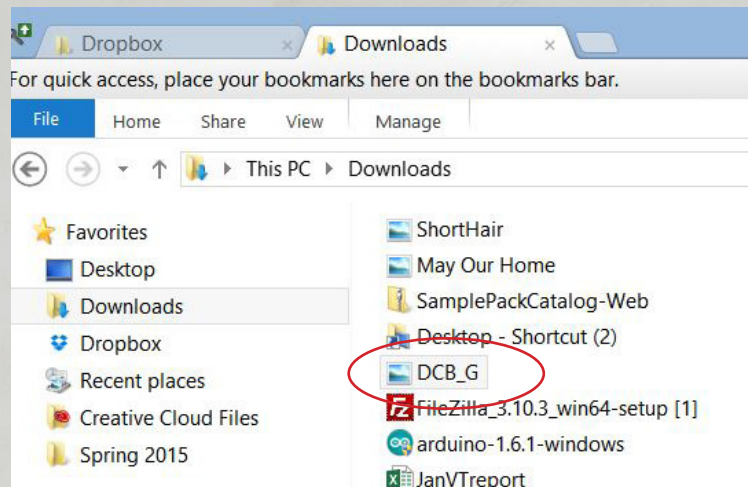 Dropbox × Downloads ×
For quick access, place your bookmarks here on the bookmarks bar.
File Home Share View Manage
This PC Downloads
Favorites
Desktop
Downloads
Dropbox
Recent places
Creative Cloud Files
Spring 2015
ShortHair
May Our Home
SamplePackCatalog-Web
Desktop - Shortcut (2)
DCB_G
FileZilla_3.10.3_win64-setup [1]
arduino-1.6.1-windows
JanVTreport